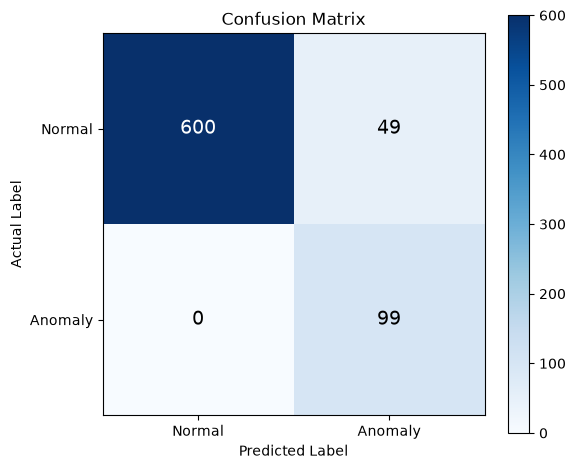 Confusion Matrix
600
500
400
300
200
100
0
Actual Label
Normal
Anomaly
600
49
0
99
Normal
Anomaly
Predicted Label